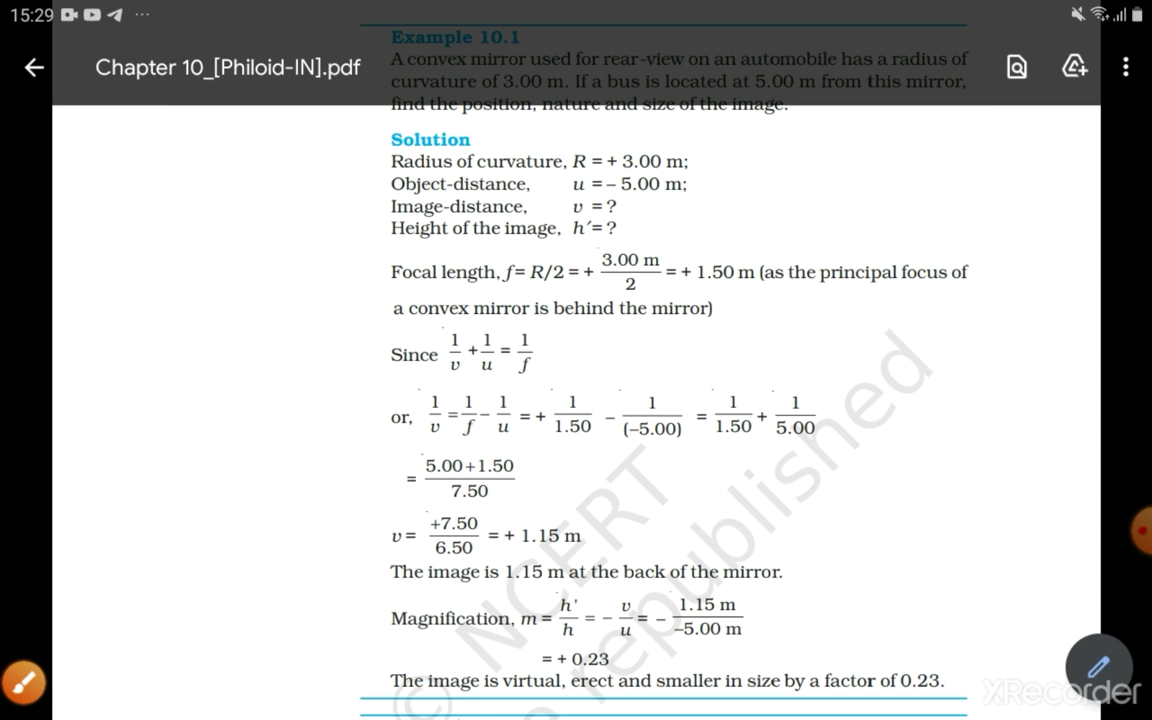 15:29 ...
Example 10.1
A convex mirror used for rear-view on an automobile has a radius of
Chapter 10_[Philoid-IN].pdf
curvature of 3.00 m. If a bus is located at 5.00 m from this mirror,
find the position, nature and size of the image.
Solution
Radius of curvature, R = + 3.00 m;
Object-distance, u = – 5.00 m;
Image-distance, v = ?
Height of the image, h′= ?
Focal length, f= R/2 = + 3.00 m / 2 = + 1.50 m (as the principal focus of
a convex mirror is behind the mirror)
Since 1/v + 1/u = 1/f
or, 1/v = 1/f – 1/u = + 1/1.50 – 1/(–5.00) = 1/1.50 + 1/5.00
= 5.00+1.50 / 7.50
v = +7.50 / 6.50 = + 1.15 m
The image is 1.15 m at the back of the mirror.
Magnification, m = h'/h = – v/u = – 1.15 m / –5.00 m
= + 0.23
The image is virtual, erect and smaller in size by a factor of 0.23.
© NCERT
be republished
XRecorder